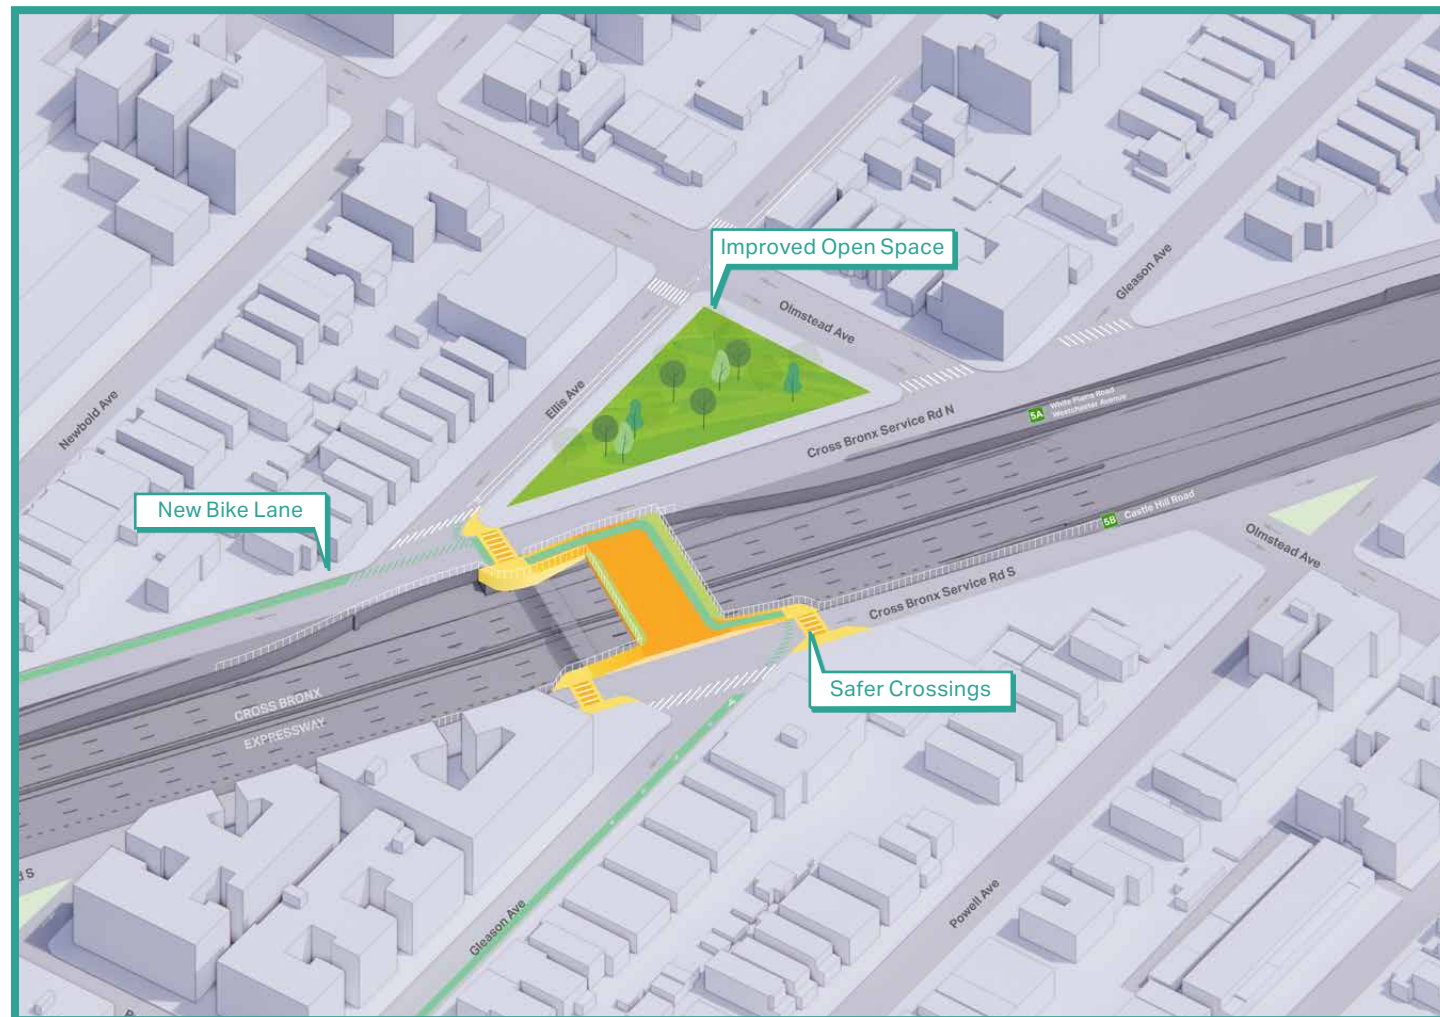 Improved Open Space
Olmstead Ave
Gleason Ave
Newbold Ave
Ellis Ave
Cross Bronx Service Rd N
5A
White Plains Road
Westchester Avenue
New Bike Lane
5B
Castle Hill Road
Olmstead Ave
Cross Bronx Service Rd S
Safer Crossings
CROSS BRONX
EXPRESSWAY
Gleason Ave
Powell Ave